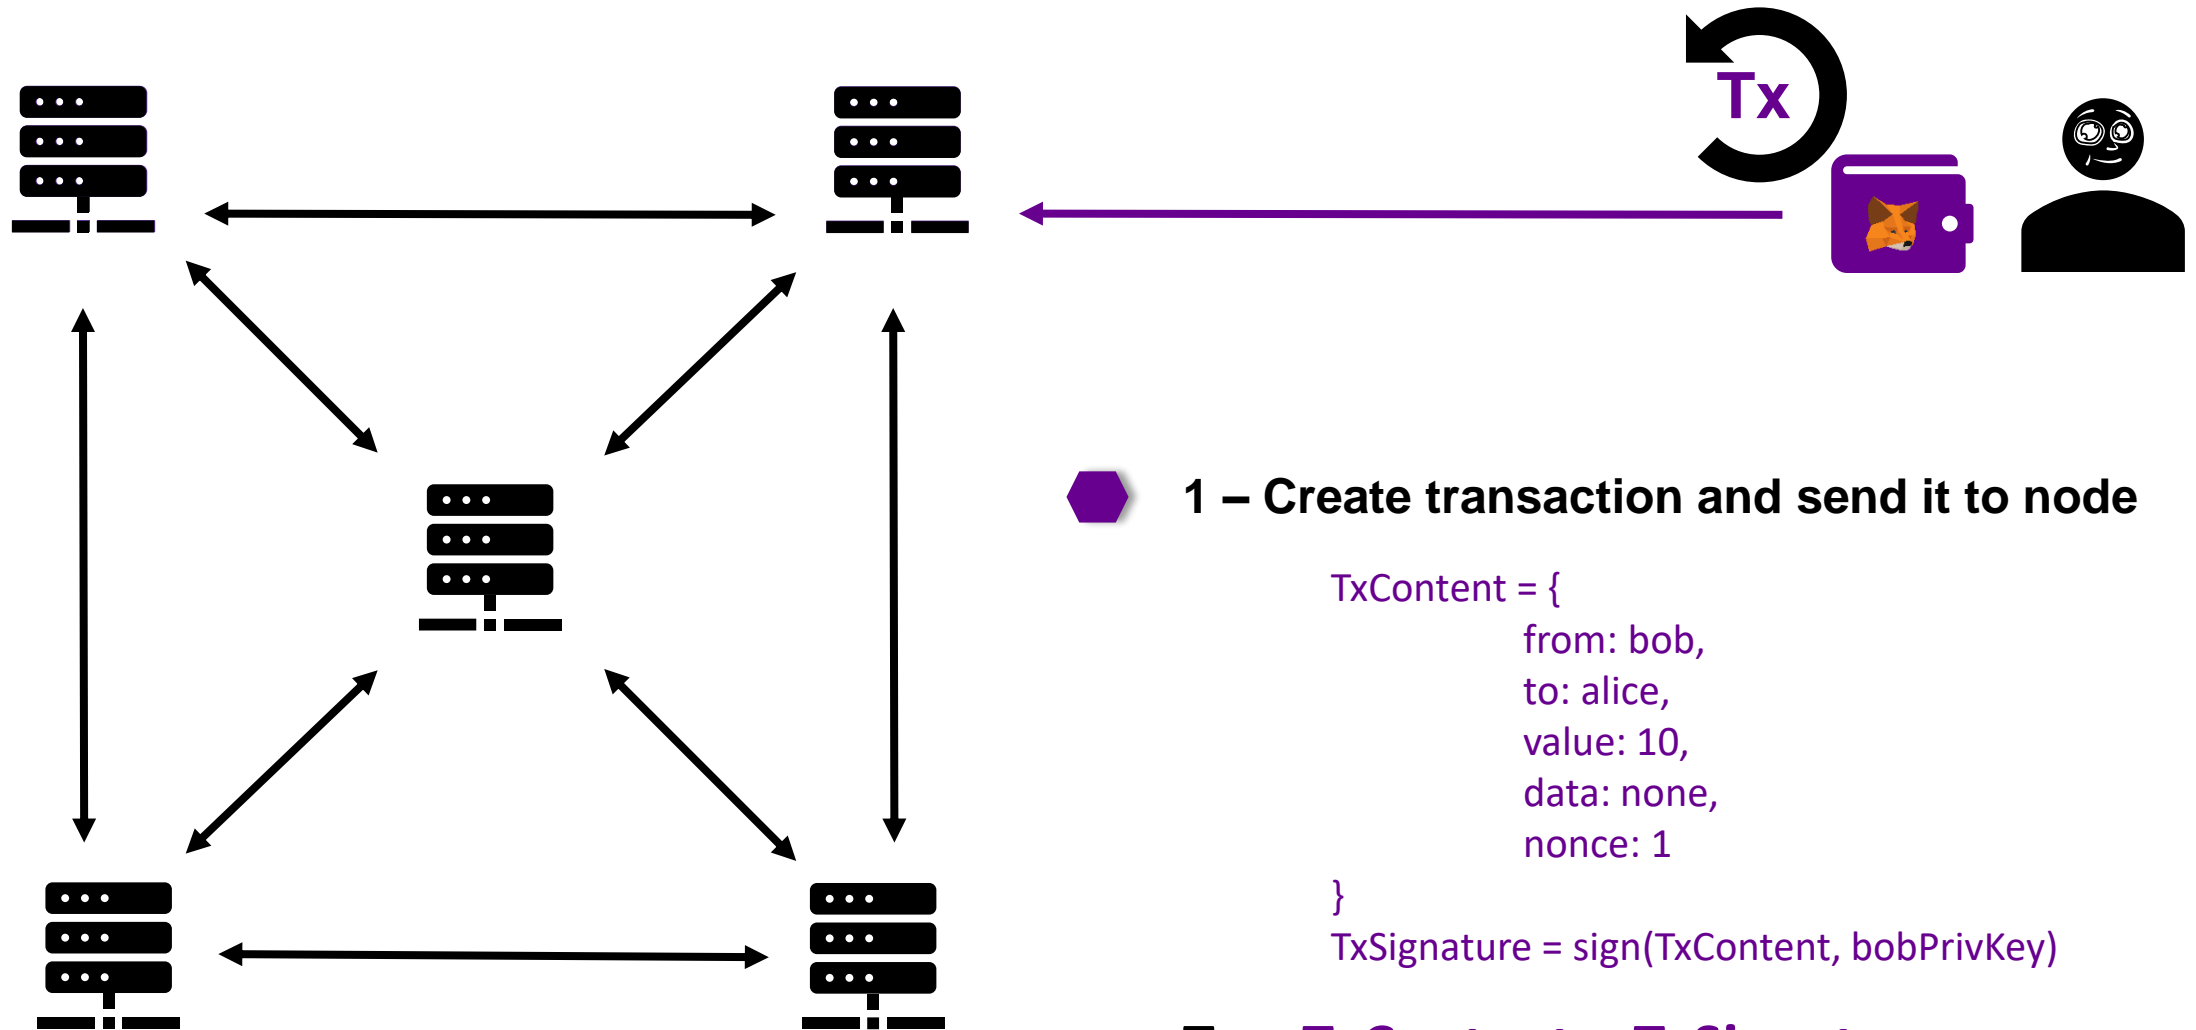 Tx
1 – Create transaction and send it to node
TxContent = {
from: bob,
to: alice,
value: 10,
data: none,
nonce: 1
}
TxSignature = sign(TxContent, bobPrivKey)